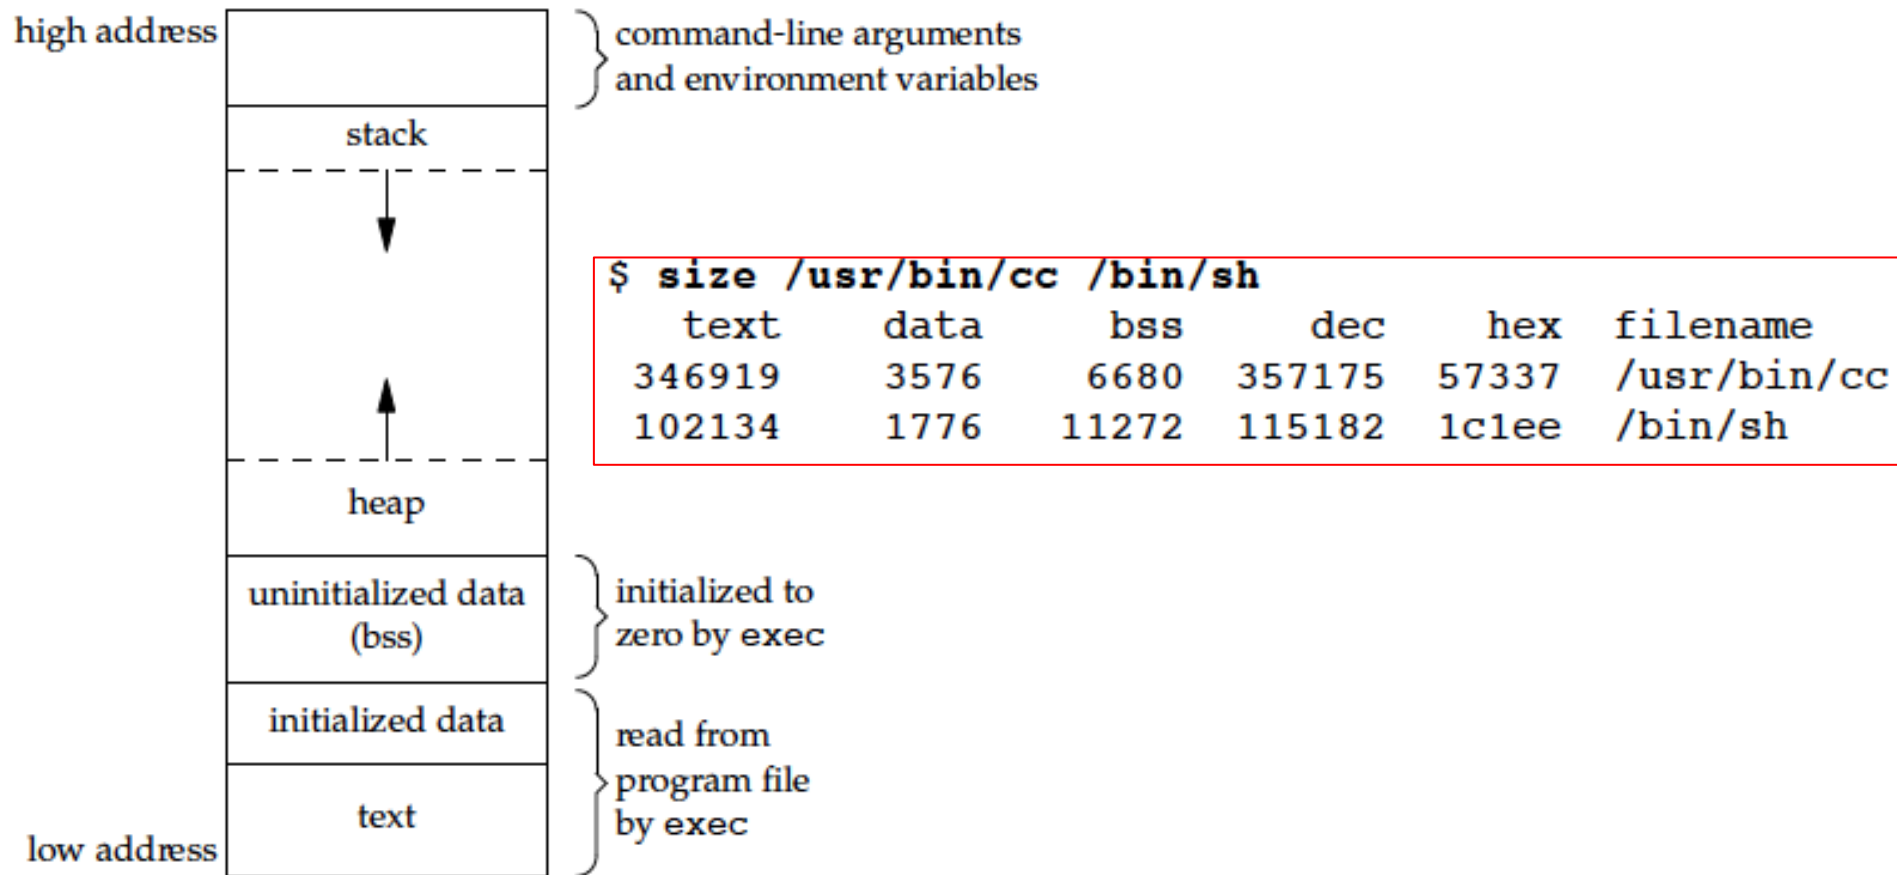 high address
command-line arguments
and environment variables
stack
$ size /usr/bin/cc /bin/sh
text data bss dec hex filename
346919 3576 6680 357175 57337 /usr/bin/cc
102134 1776 11272 115182 1c1ee /bin/sh
heap
uninitialized data
(bss)
initialized to
zero by exec
initialized data
read from
program file
by exec
text
low address